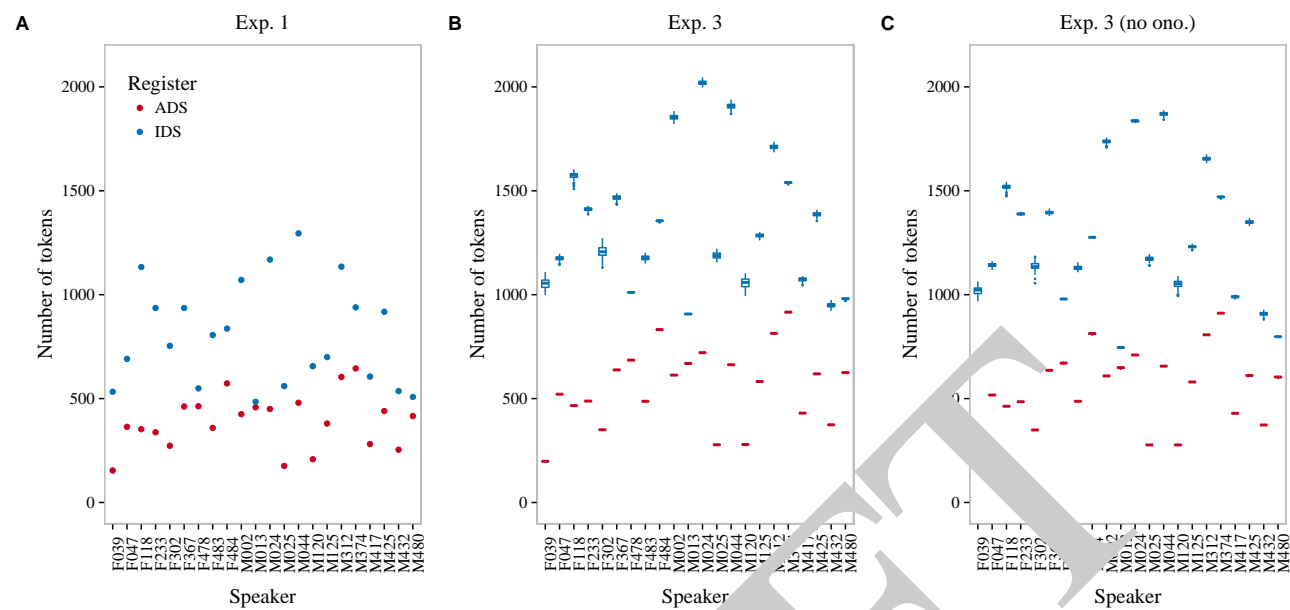 A
Exp. 1
Number of tokens
2000
1500
1000
500
0
Register
ADS
IDS
F039
F047
F118
F233
F302
F367
F478
F483
F484
M002
M013
M024
M025
M044
M120
M125
M312
M374
M417
M425
M432
M480
Speaker
B
Exp. 3
Number of tokens
2000
1500
1000
500
0
F039
F047
F118
F233
F302
F367
F478
F483
F484
M002
M013
M024
M025
M044
M120
M125
M425
M432
M480
C
Exp. 3 (no ono.)
Number of tokens
2000
1500
1000
0
F039
F047
F118
F233
M024
M025
M044
M120
M125
M312
M374
M417
M425
M432
M480
Speaker